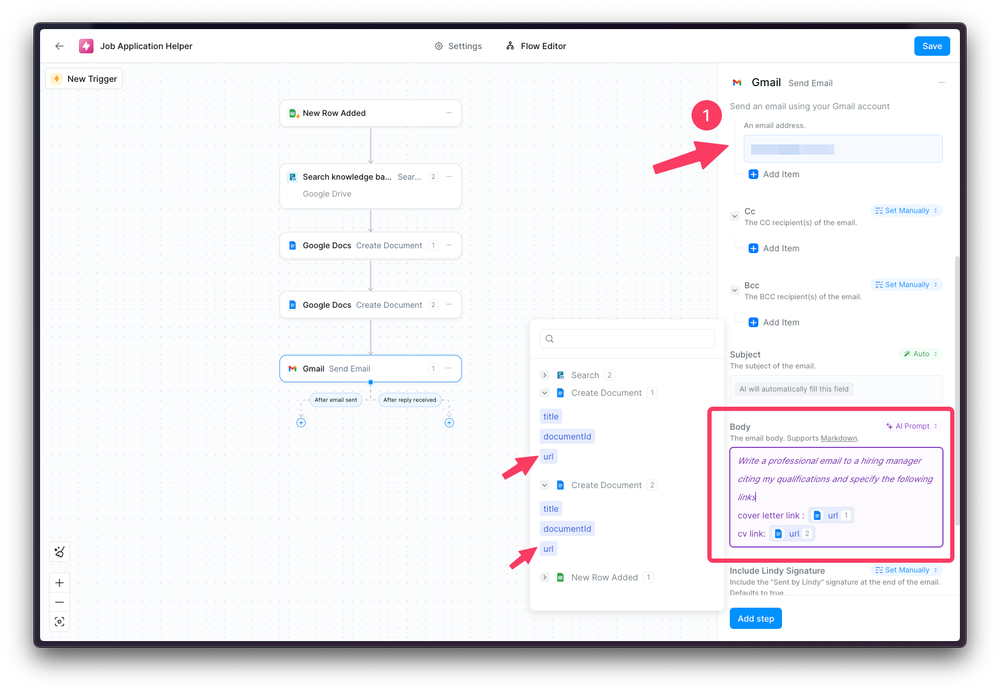 Job Application Helper
Settings
Flow Editor
Save
New Trigger
New Row Added
Search knowledge ba... Sear... 2
Google Drive
Google Docs Create Document 1
Google Docs Create Document 2
Gmail Send Email 1
After email sent
After reply received
Search 2
Create Document 1
title
documentId
url
Create Document 2
title
documentId
url
New Row Added 1
Gmail Send Email
Send an email using your Gmail account
1
An email address.
Add Item
Cc
Set Manually
The CC recipient(s) of the email.
Add Item
Bcc
Set Manually
The BCC recipient(s) of the email.
Add Item
Subject
Auto
The subject of the email.
AI will automatically fill this field
Body
AI Prompt
The email body. Supports Markdown.
Write a professional email to a hiring manager
citing my qualifications and specify the following
links
cover letter link : url 1
cv link: url 2
Include Lindy Signature
Set Manually
Include the "Sent by Lindy" signature at the end of the email.
Defaults to true.
Add step